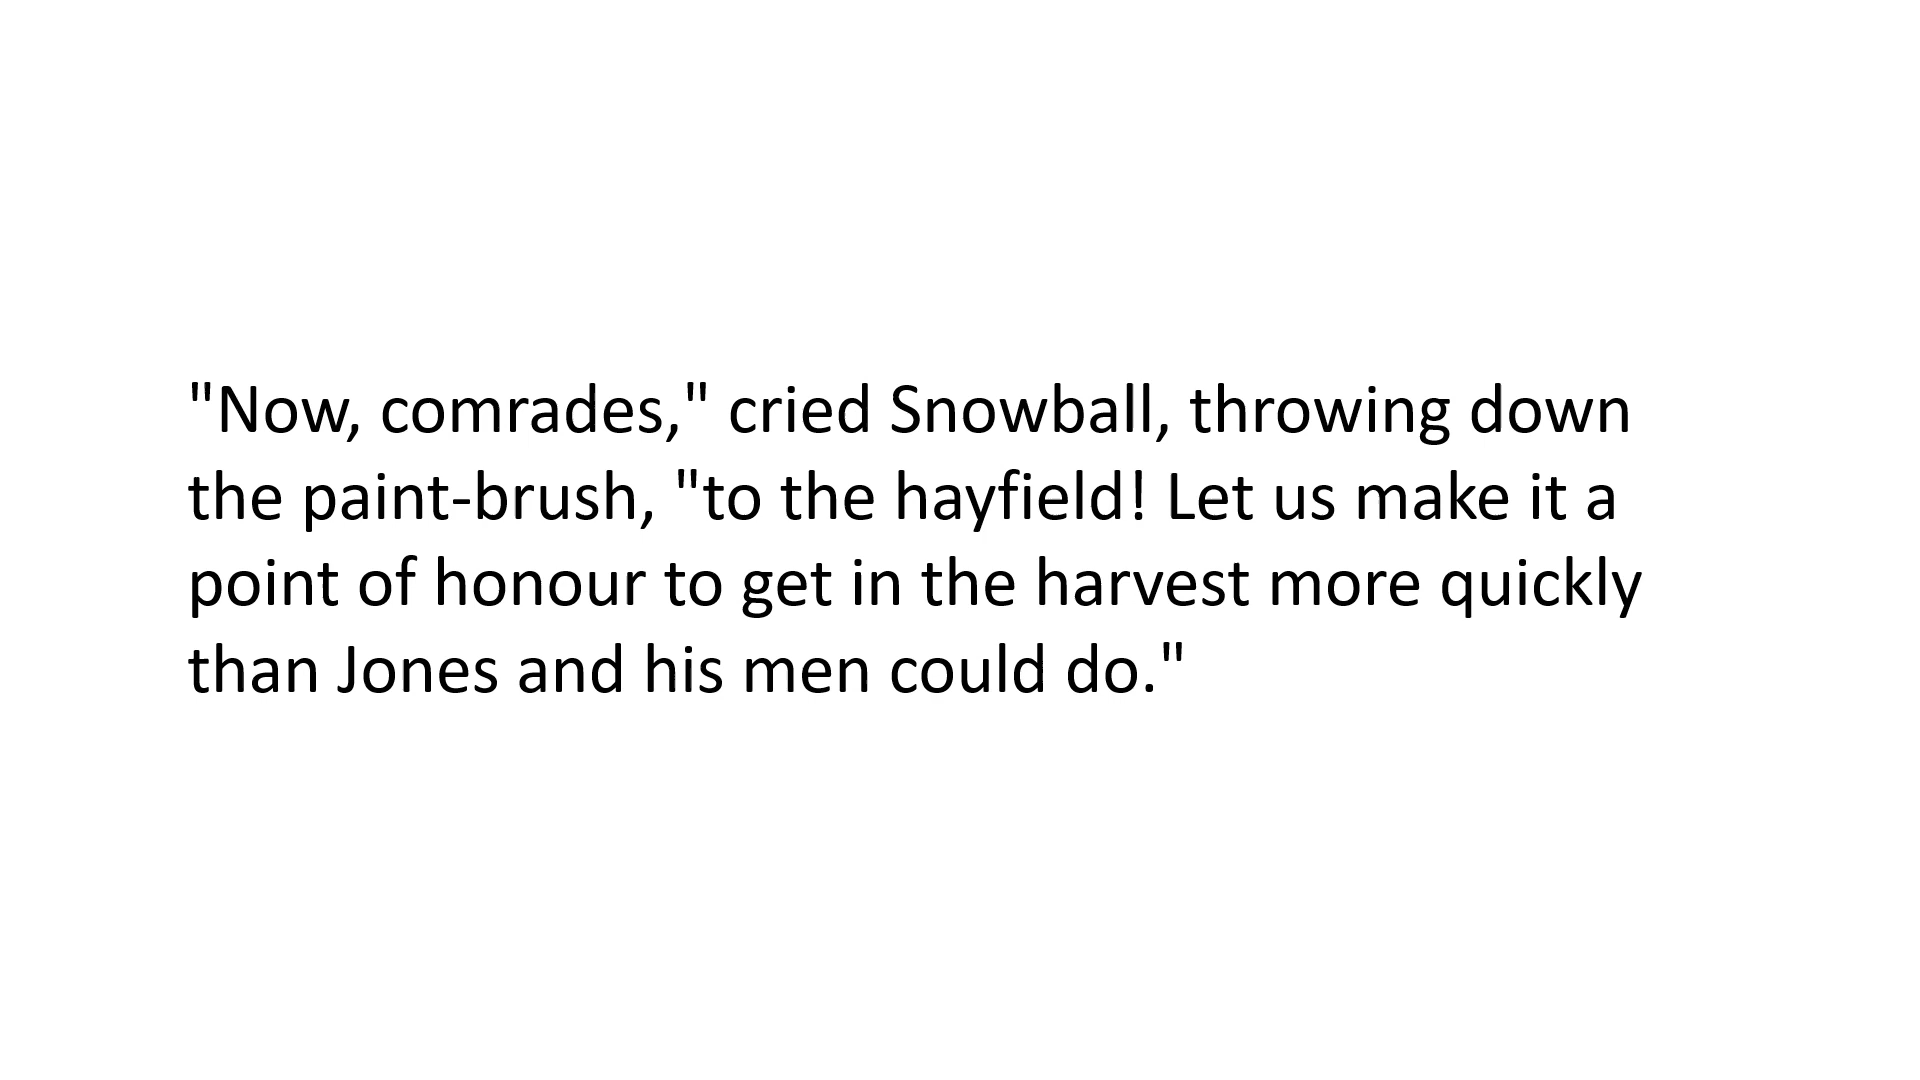 "Now, comrades," cried Snowball, throwing down
the paint-brush, "to the hayfield! Let us make it a
point of honour to get in the harvest more quickly
than Jones and his men could do."